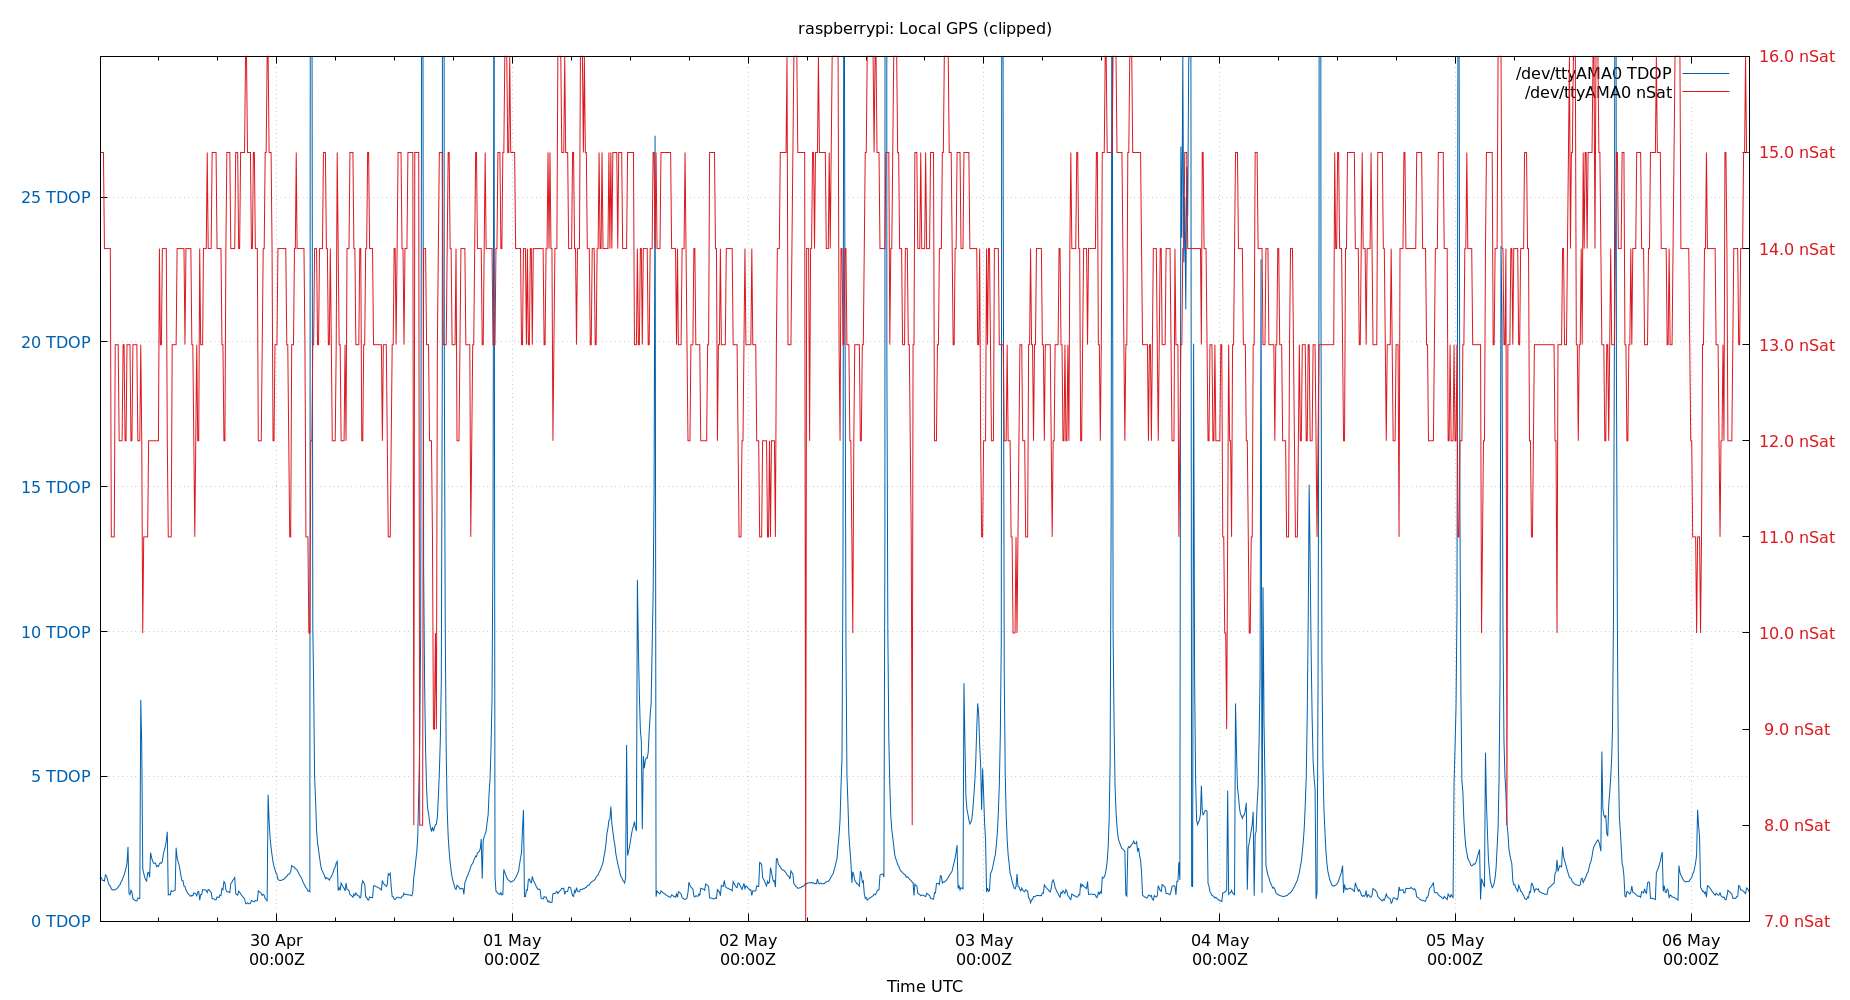 raspberrypi: Local GPS (clipped)
/dev/ttyAMA0 TDOP
/dev/ttyAMA0 nSat
25 TDOP
20 TDOP
15 TDOP
10 TDOP
5 TDOP
0 TDOP
16.0 nSat
15.0 nSat
14.0 nSat
13.0 nSat
12.0 nSat
11.0 nSat
10.0 nSat
9.0 nSat
8.0 nSat
7.0 nSat
30 Apr
00:00Z
01 May
00:00Z
02 May
00:00Z
03 May
00:00Z
04 May
00:00Z
05 May
00:00Z
06 May
00:00Z
Time UTC